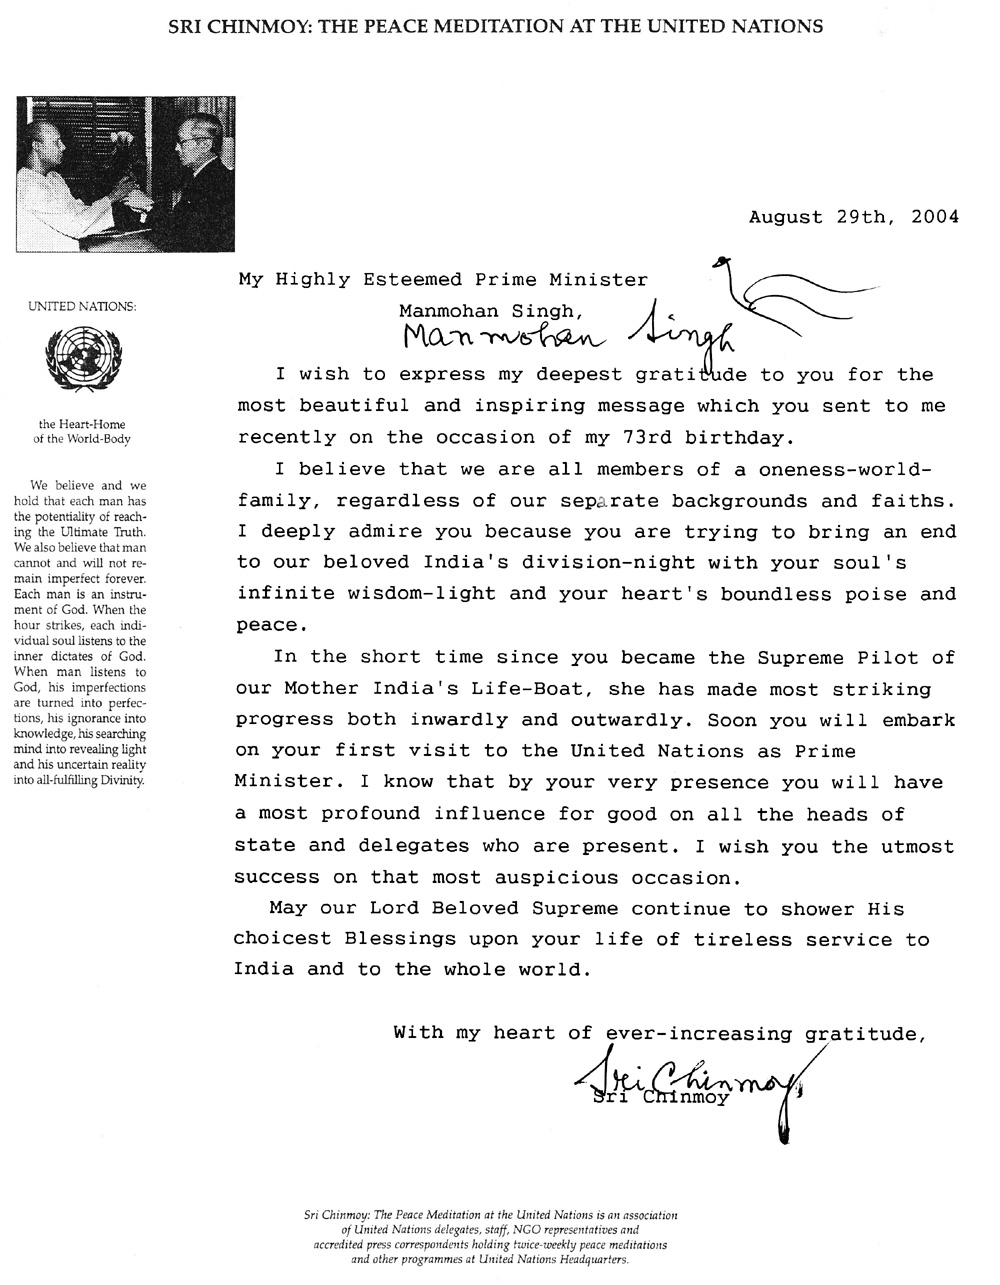 SRI CHINMOY: THE PEACE MEDITATION AT THE UNITED NATIONS
August 29th, 2004
UNITED NATIONS:
the Heart-Home
of the World-Body
We believe and we
hold that each man has
the potentiality of reach-
ing the Ultimate Truth.
We also believe that man
cannot and will not re-
main imperfect forever.
Each man is an instru-
ment of God. When the
hour strikes, each indi-
vidual soul listens to the
inner dictates of God.
When man listens to
God, his imperfections
are turned into perfec-
tions, his ignorance into
knowledge, his searching
mind into revealing light
and his uncertain reality
into all-fulfilling Divinity.
My Highly Esteemed Prime Minister
Manmohan Singh,
Manmohan Singh
I wish to express my deepest gratitude to you for the
most beautiful and inspiring message which you sent to me
recently on the occasion of my 73rd birthday.
I believe that we are all members of a oneness-world-
family, regardless of our separate backgrounds and faiths.
I deeply admire you because you are trying to bring an end
to our beloved India's division-night with your soul's
infinite wisdom-light and your heart's boundless poise and
peace.
In the short time since you became the Supreme Pilot of
our Mother India's Life-Boat, she has made most striking
progress both inwardly and outwardly. Soon you will embark
on your first visit to the United Nations as Prime
Minister. I know that by your very presence you will have
a most profound influence for good on all the heads of
state and delegates who are present. I wish you the utmost
success on that most auspicious occasion.
May our Lord Beloved Supreme continue to shower His
choicest Blessings upon your life of tireless service to
India and to the whole world.
With my heart of ever-increasing gratitude,
Sri Chinmoy
Sri Chinmoy
Sri Chinmoy: The Peace Meditation at the United Nations is an association
of United Nations delegates, staff, NGO representatives and
accredited press correspondents holding twice-weekly peace meditations
and other programmes at United Nations Headquarters.